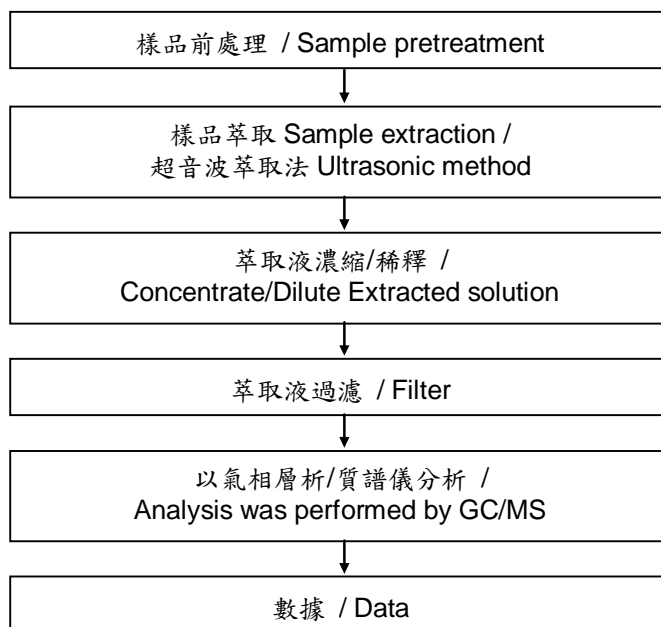 樣品前處理 / Sample pretreatment
樣品萃取 Sample extraction /
超音波萃取法 Ultrasonic method
萃取液濃縮/稀釋 /
Concentrate/Dilute Extracted solution
萃取液過濾 / Filter
以氣相層析/質譜儀分析 /
Analysis was performed by GC/MS
數據 / Data